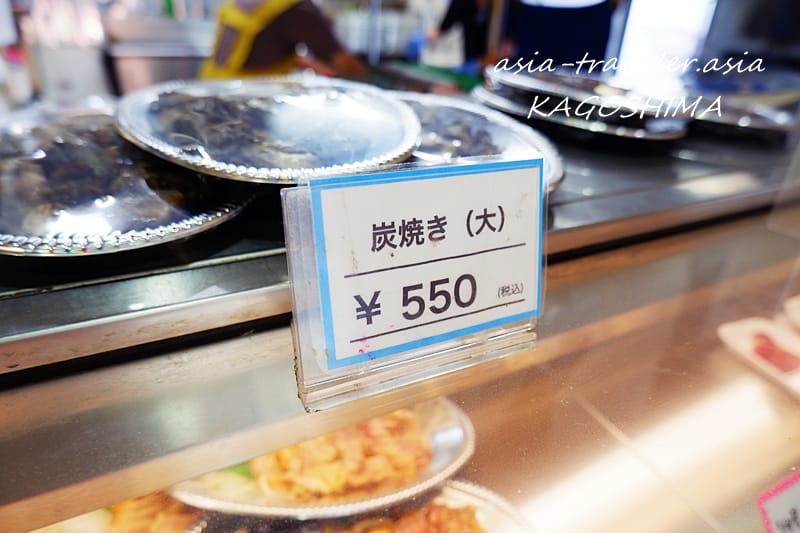 asia-traveler.asia
KAGOSHIMA
炭焼き（大）
¥ 550 (税込)